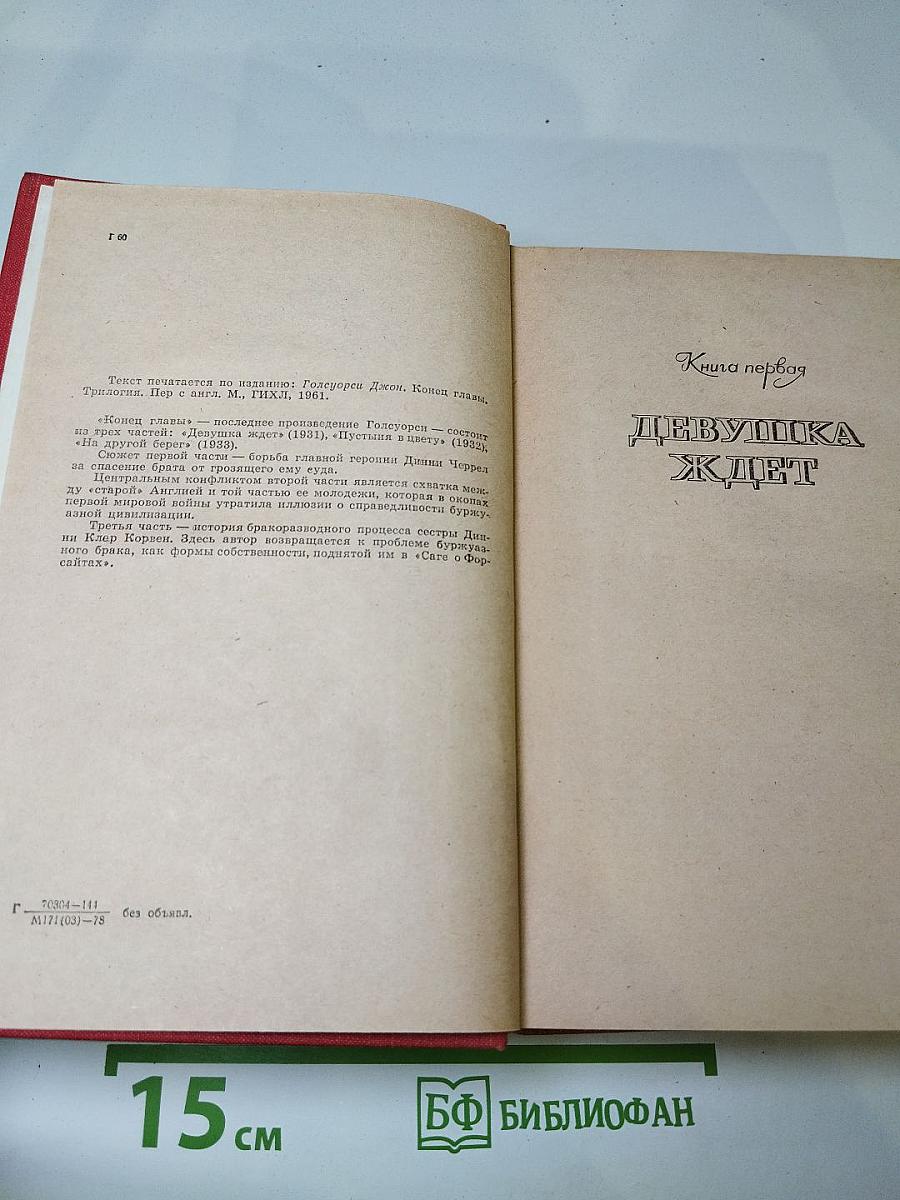 Г 60
Текст печатается по изданию: Голсуорси Джон. Конец главы.
Трилогия. Пер с англ. М., ГИХЛ, 1961.
«Конец главы» — последнее произведение Голсуорси — состоит
из трех частей: «Девушка ждет» (1931), «Пустыня в цвету» (1932),
«На другой берег» (1933).
Сюжет первой части — борьба главной героини Динни Черрел
за спасение брата от грозящего ему суда.
Центральным конфликтом второй части является схватка меж-
ду «старой» Англией и той частью ее молодежи, которая в окопах
первой мировой войны утратила иллюзии о справедливости буржу-
азной цивилизации.
Третья часть — история бракоразводного процесса сестры Дин-
ни Клер Корвен. Здесь автор возвращается к проблеме буржуаз-
ного брака, как формы собственности, поднятой им в «Саге о Фор-
сайтах».
Г 70304—141
М171(03)—78 без объявл.
Книга первая
ДЕВУШКА
ЖДЕТ
15 см
БФ БИБЛИОФАН